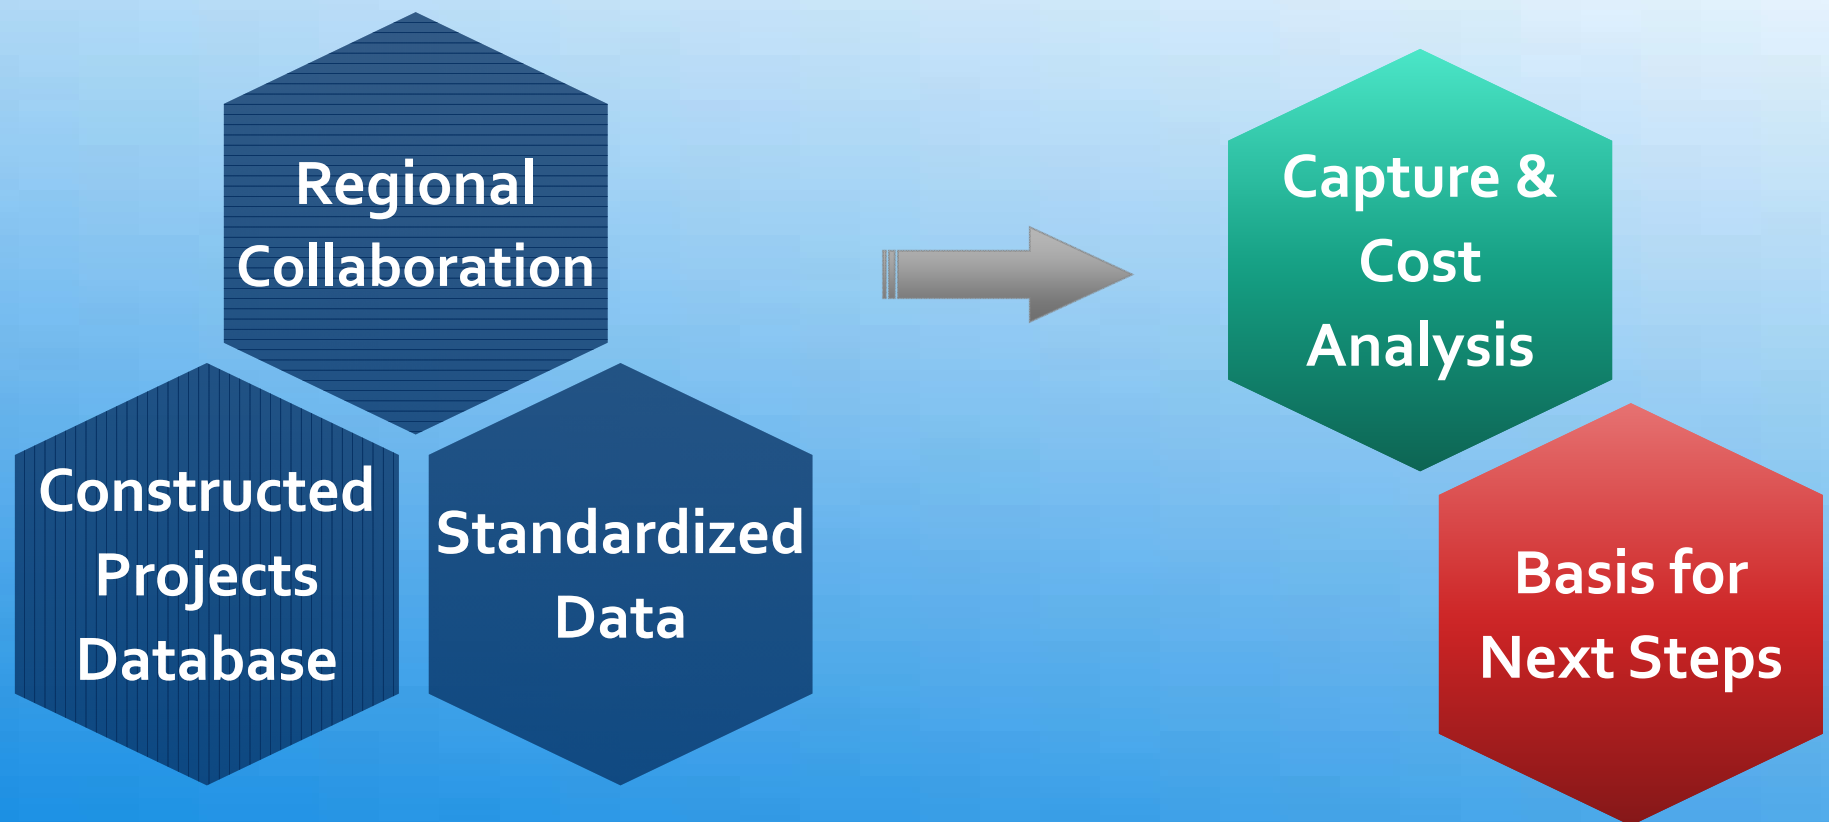 Regional
Collaboration
Constructed
Projects
Database
Standardized
Data
Capture &
Cost
Analysis
Basis for
Next Steps